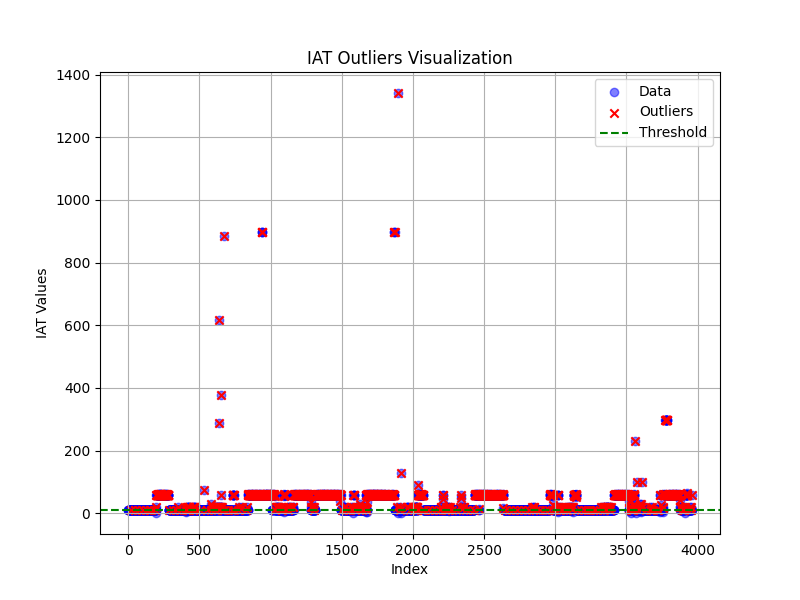 IAT Outliers Visualization
Data
Outliers
Threshold
IAT Values
1400
1200
1000
800
600
400
200
0
0 500 1000 1500 2000 2500 3000 3500 4000
Index